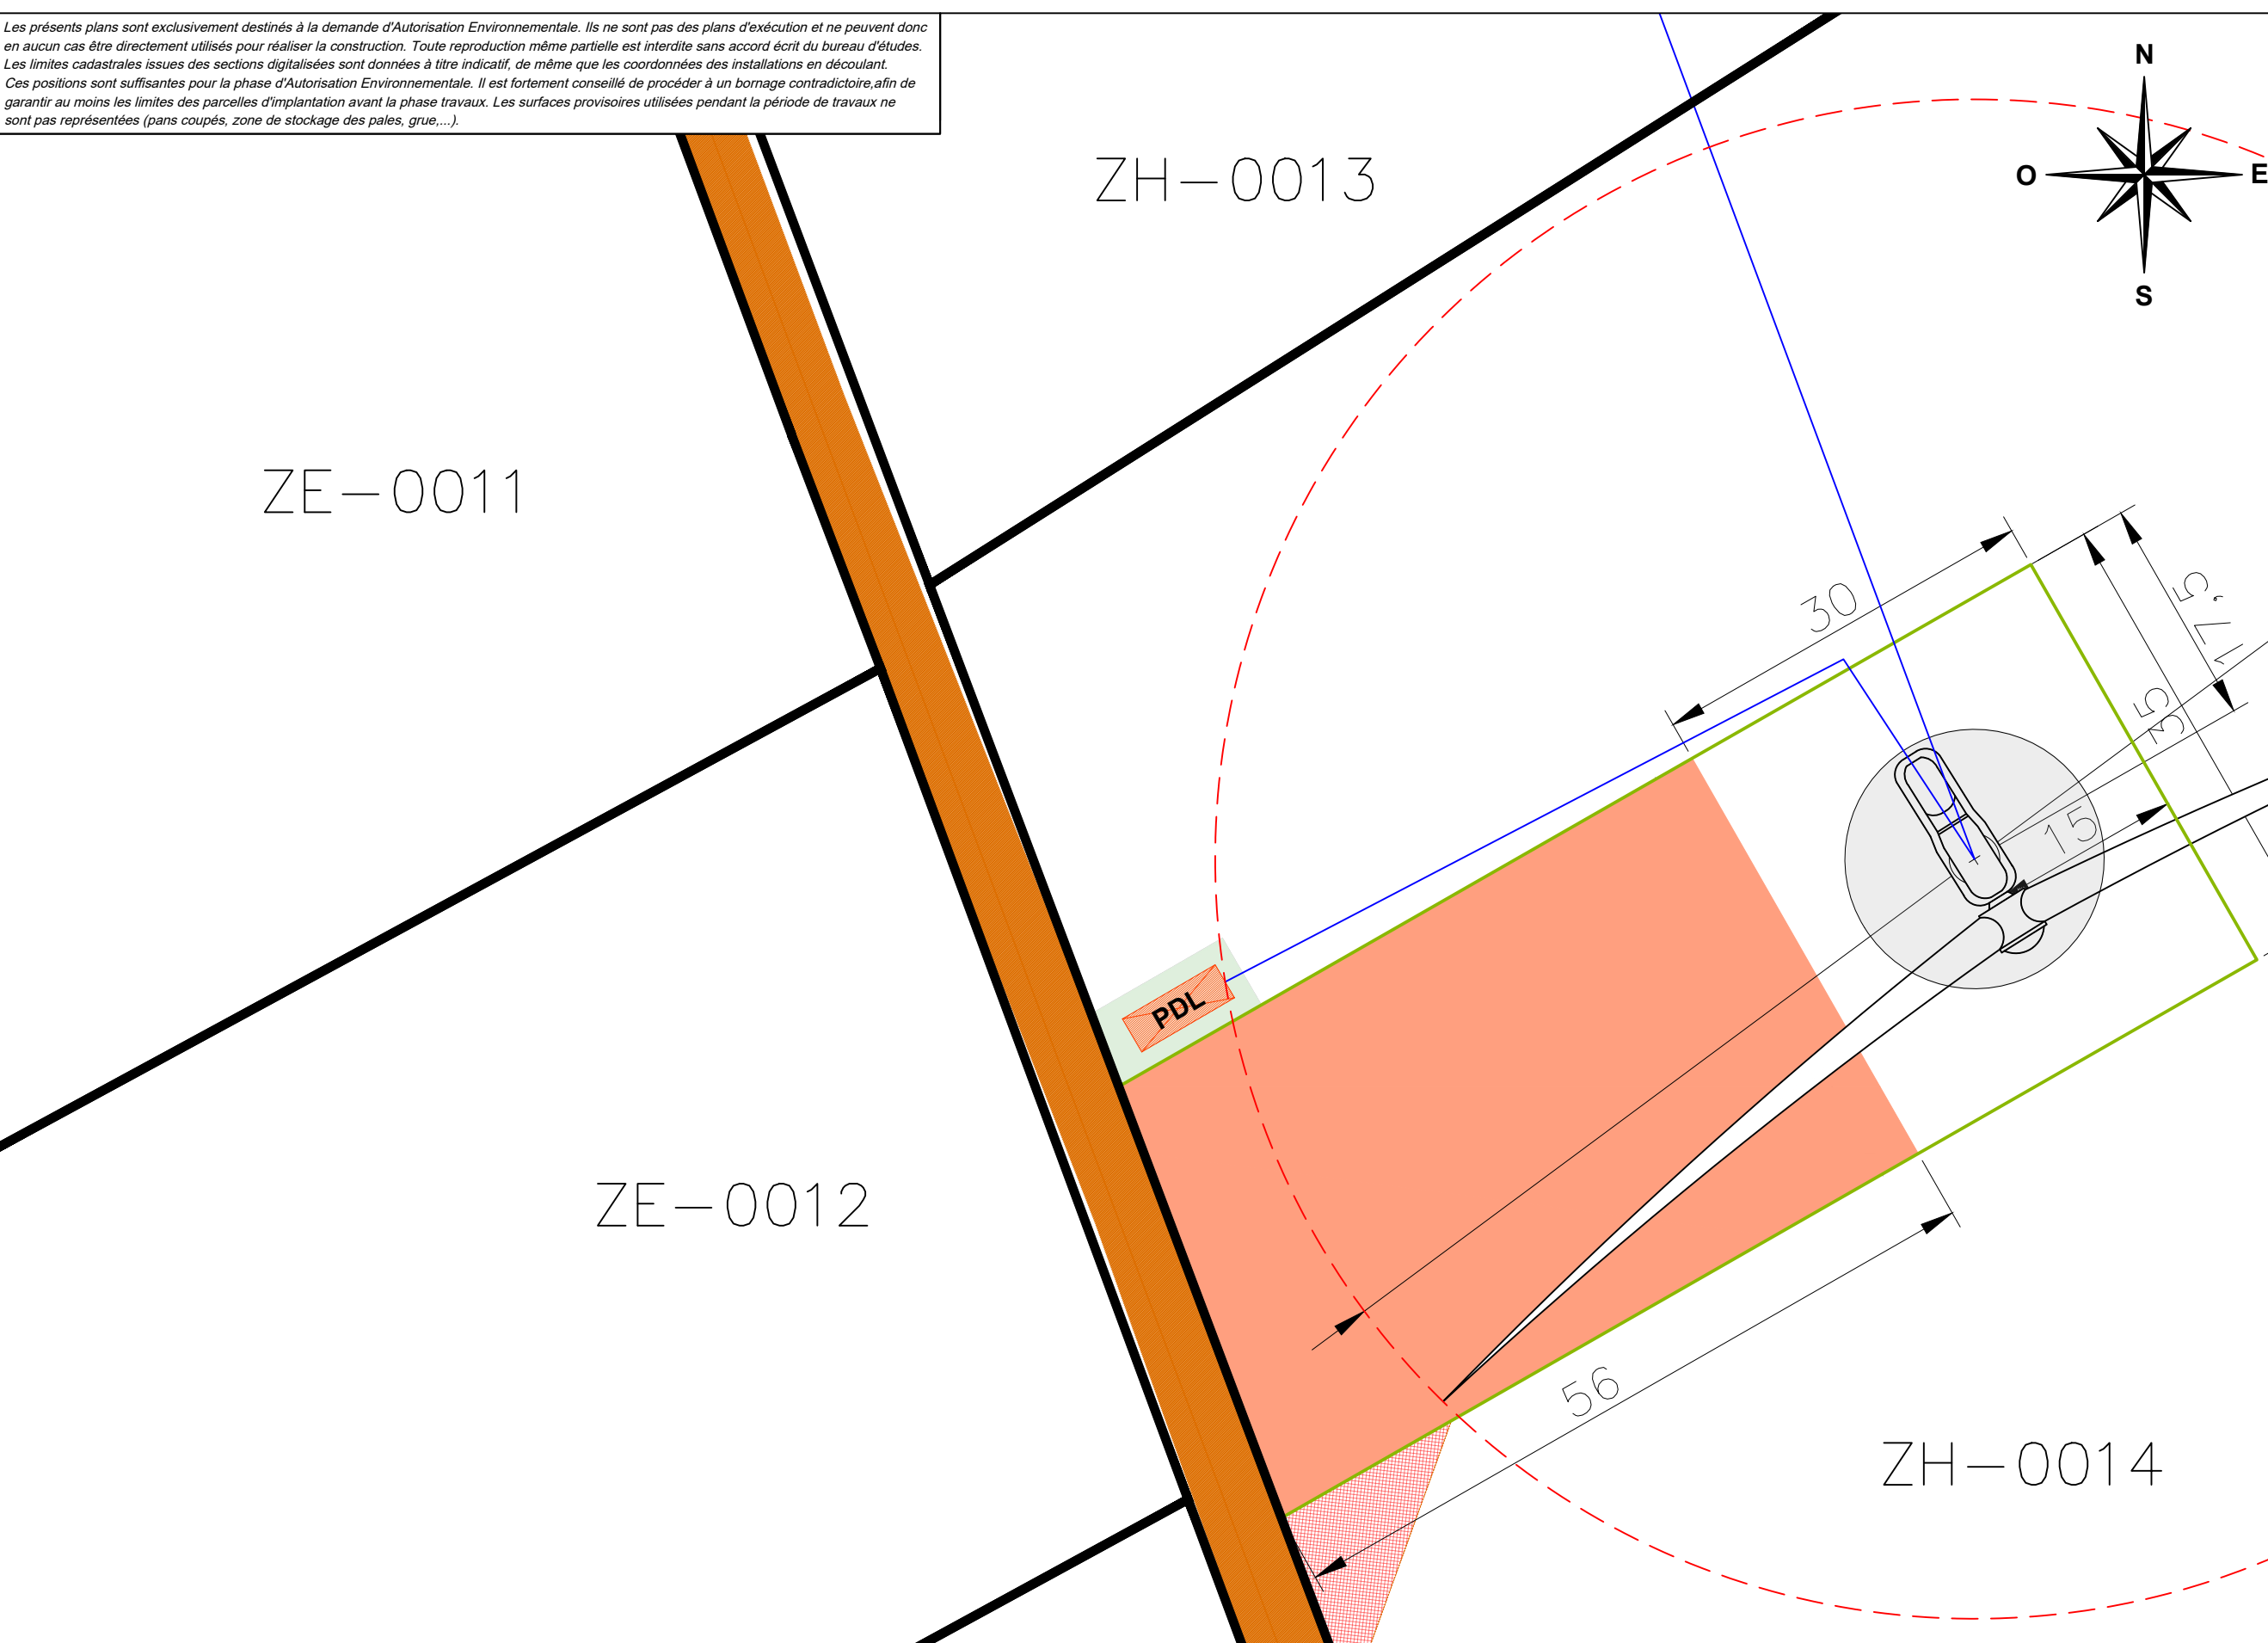 Les présents plans sont exclusivement destinés à la demande d'Autorisation Environnementale. Ils ne sont pas des plans d'exécution et ne peuvent donc
en aucun cas être directement utilisés pour réaliser la construction. Toute reproduction même partielle est interdite sans accord écrit du bureau d'études.
Les limites cadastrales issues des sections digitalisées sont données à titre indicatif, de même que les coordonnées des installations en découlant.
Ces positions sont suffisantes pour la phase d'Autorisation Environnementale. Il est fortement conseillé de procéder à un bornage contradictoire,afin de
garantir au moins les limites des parcelles d'implantation avant la phase travaux. Les surfaces provisoires utilisées pendant la période de travaux ne
sont pas représentées (pans coupés, zone de stockage des pales, grue,...).
N
O
E
S
ZH-0013
ZE-0011
30
17,5
35
15
PDL
ZE-0012
56
ZH-0014